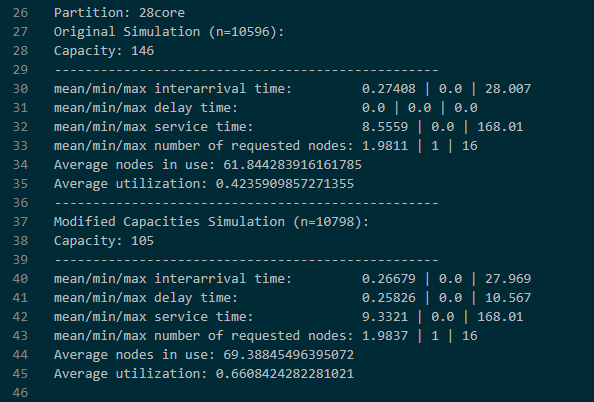 26 Partition: 28core
27 Original Simulation (n=10596):
28 Capacity: 146
29 --------------------------------------------------
30 mean/min/max interarrival time: 0.27408 | 0.0 | 28.007
31 mean/min/max delay time: 0.0 | 0.0 | 0.0
32 mean/min/max service time: 8.5559 | 0.0 | 168.01
33 mean/min/max number of requested nodes: 1.9811 | 1 | 16
34 Average nodes in use: 61.844283916161785
35 Average utilization: 0.4235909857271355
36 --------------------------------------------------
37 Modified Capacities Simulation (n=10798):
38 Capacity: 105
39 --------------------------------------------------
40 mean/min/max interarrival time: 0.26679 | 0.0 | 27.969
41 mean/min/max delay time: 0.25826 | 0.0 | 10.567
42 mean/min/max service time: 9.3321 | 0.0 | 168.01
43 mean/min/max number of requested nodes: 1.9837 | 1 | 16
44 Average nodes in use: 69.38845496395072
45 Average utilization: 0.6608424282281021
46